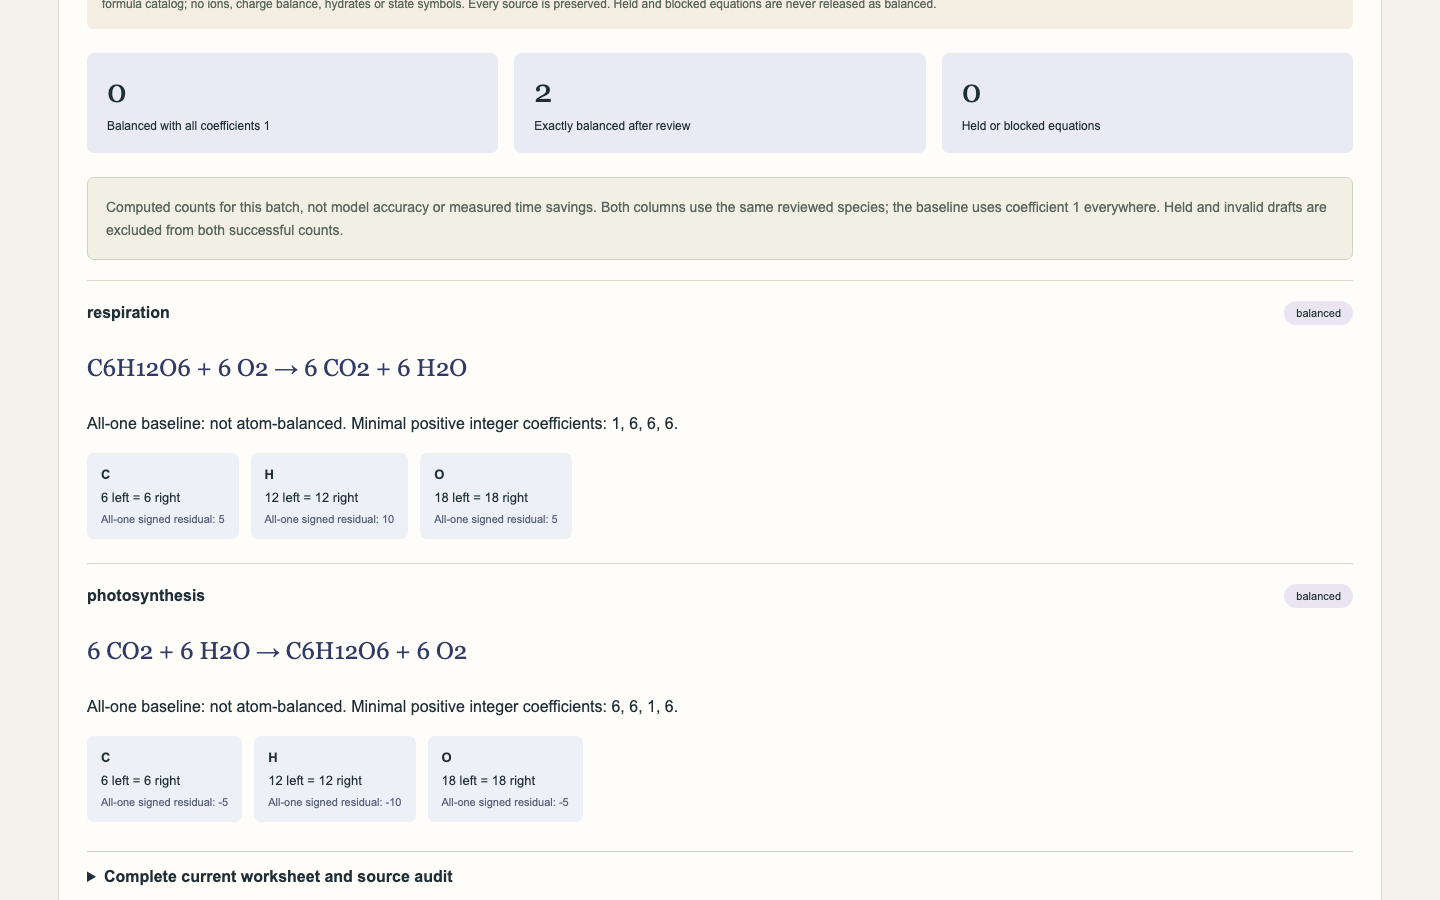 formula catalog; no ions, charge balance, hydrates or state symbols. Every source is preserved. Held and blocked equations are never released as balanced.
0
Balanced with all coefficients 1
2
Exactly balanced after review
0
Held or blocked equations
Computed counts for this batch, not model accuracy or measured time savings. Both columns use the same reviewed species; the baseline uses coefficient 1 everywhere. Held and invalid drafts are
excluded from both successful counts.
respiration
balanced
C6H12O6 + 6 O2 → 6 CO2 + 6 H2O
All-one baseline: not atom-balanced. Minimal positive integer coefficients: 1, 6, 6, 6.
C
6 left = 6 right
All-one signed residual: 5
H
12 left = 12 right
All-one signed residual: 10
O
18 left = 18 right
All-one signed residual: 5
photosynthesis
balanced
6 CO2 + 6 H2O → C6H12O6 + 6 O2
All-one baseline: not atom-balanced. Minimal positive integer coefficients: 6, 6, 1, 6.
C
6 left = 6 right
All-one signed residual: -5
H
12 left = 12 right
All-one signed residual: -10
O
18 left = 18 right
All-one signed residual: -5
Complete current worksheet and source audit